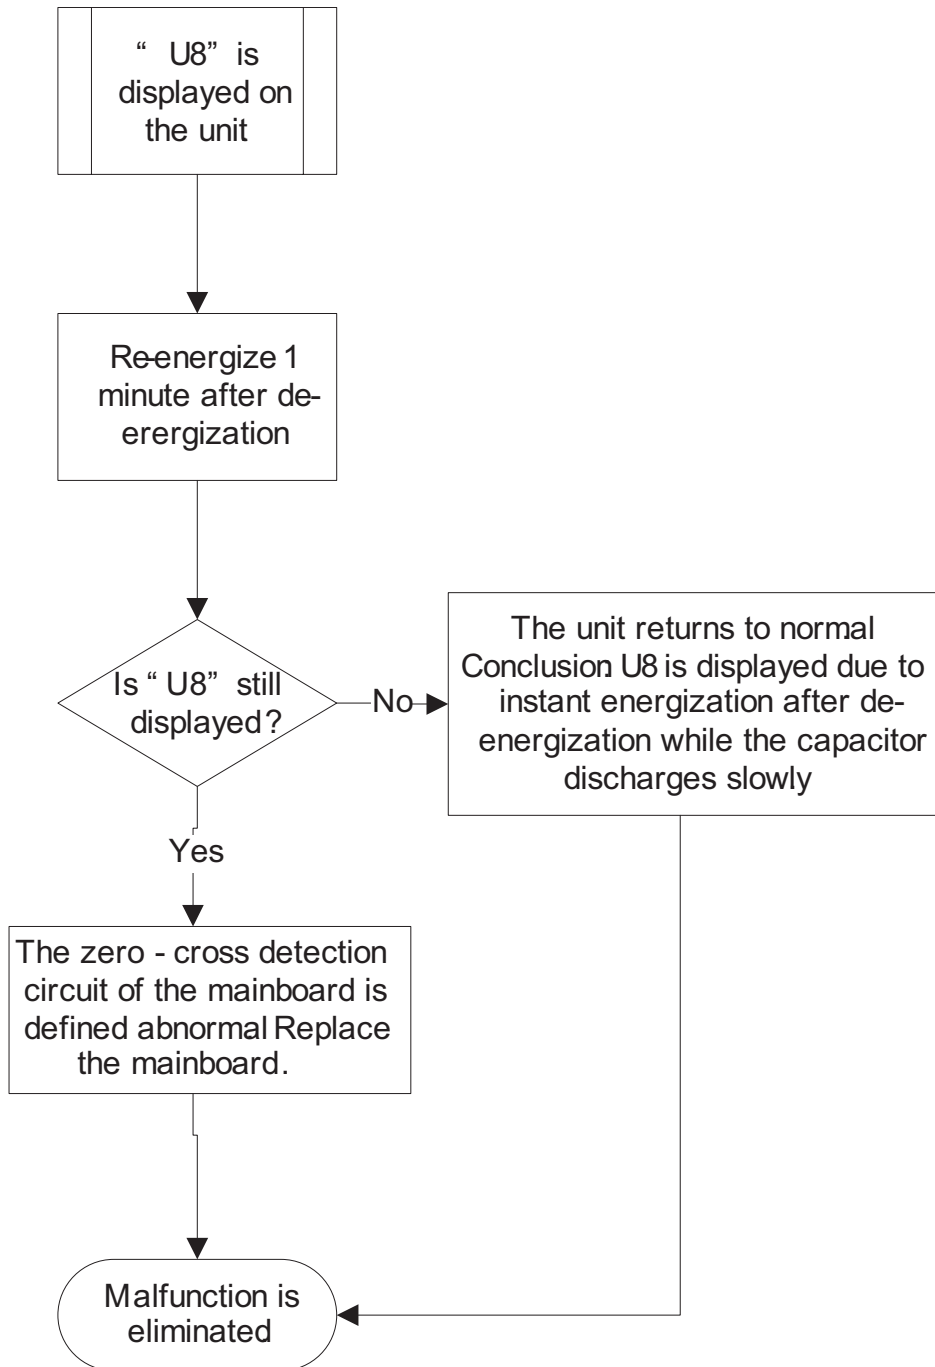 “ U8” is
displayed on
the unit
Re-energize 1
minute after de-
erergization
Is “ U8” still
displayed?
No
The unit returns to normal.
Conclusion: U8 is displayed due to
instant energization after de-
energization while the capacitor
discharges slowly.
Yes
The zero - cross detection
circuit of the mainboard is
defined abnormal. Replace
the mainboard.
Malfunction is
eliminated.